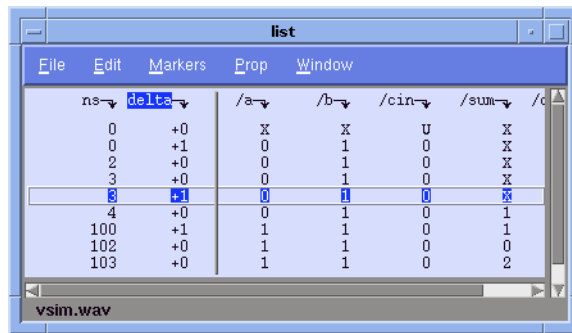 list
File Edit Markers Prop Window
ns delta /a /b /cin /sum /c
0 +0 X X U X
0 +1 0 1 0 X
2 +0 0 1 0 X
3 +0 0 1 0 X
3 +1 0 1 0 X
4 +0 0 1 0 1
100 +1 1 1 0 1
102 +0 1 1 0 0
103 +0 1 1 0 2
vsim.wav